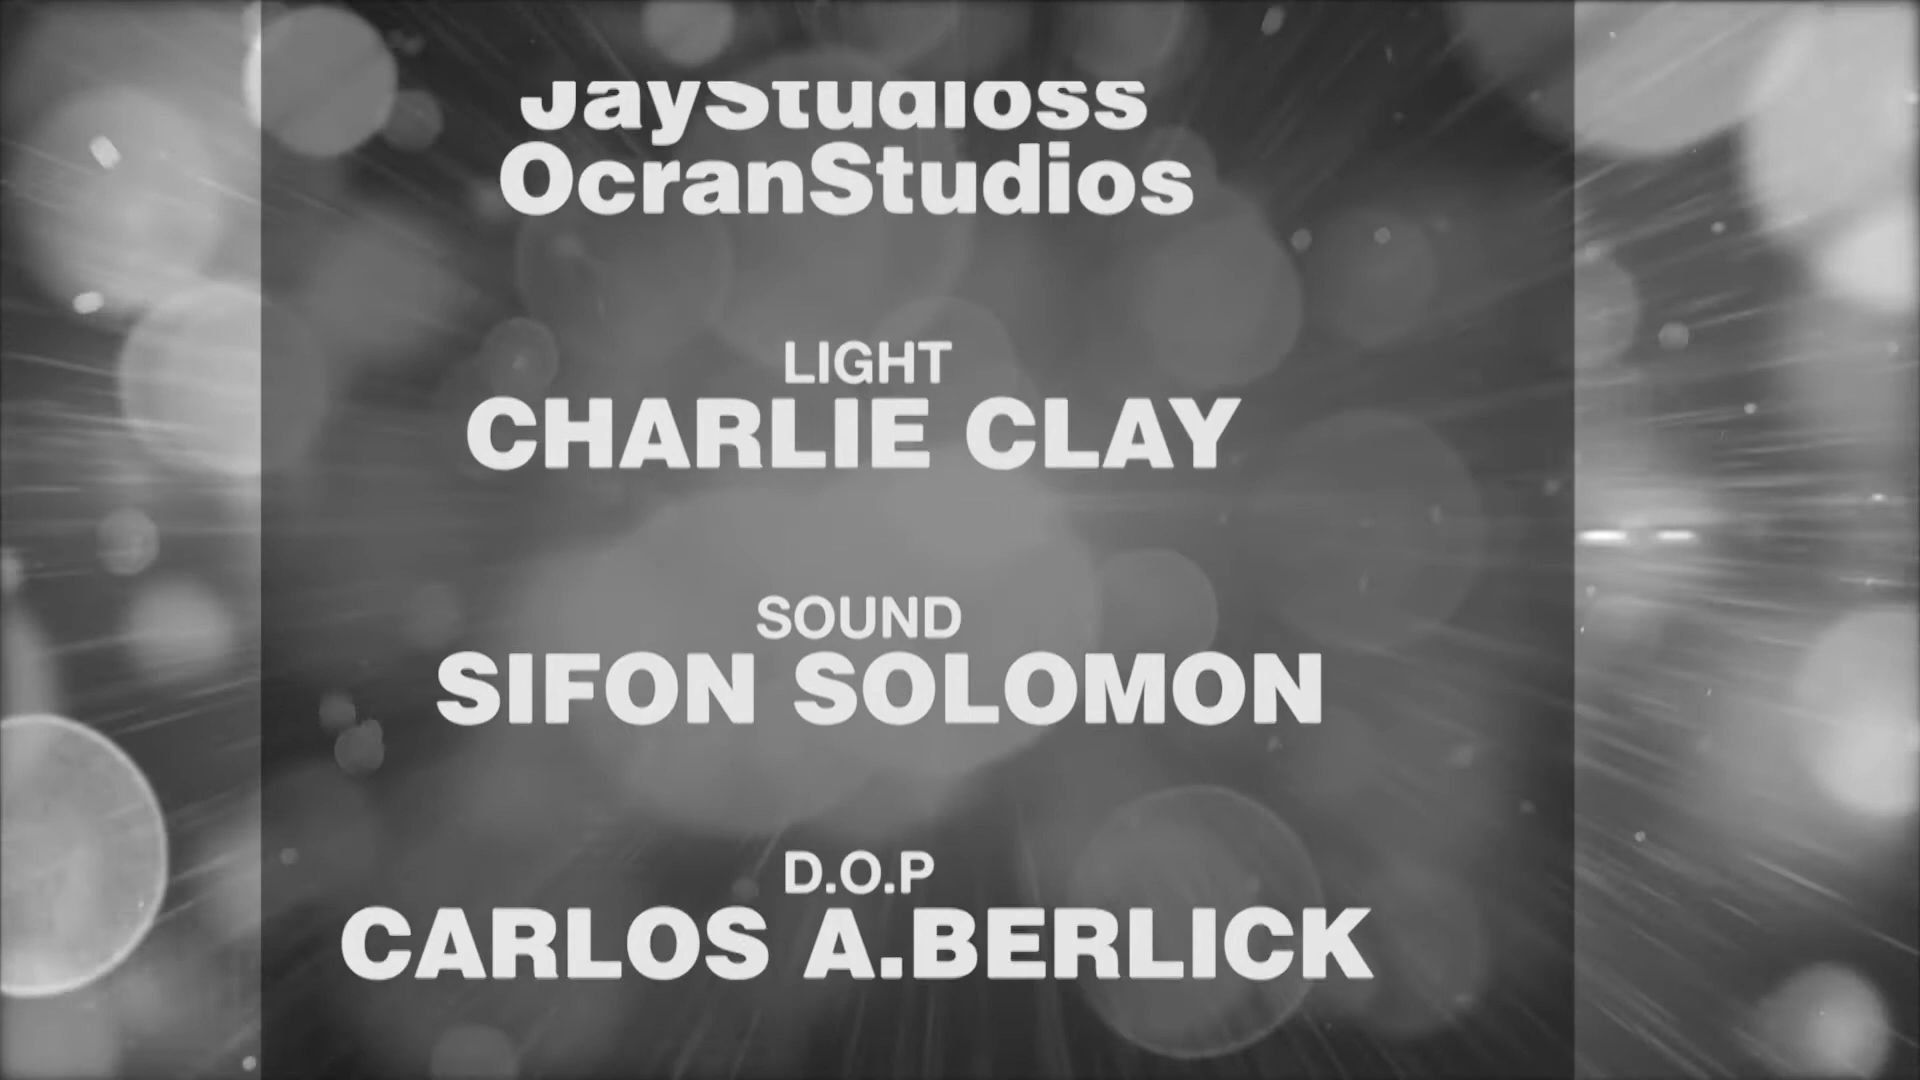 JayStudioss
OcranStudios
LIGHT
CHARLIE CLAY
SOUND
SIFON SOLOMON
D.O.P
CARLOS A.BERLICK